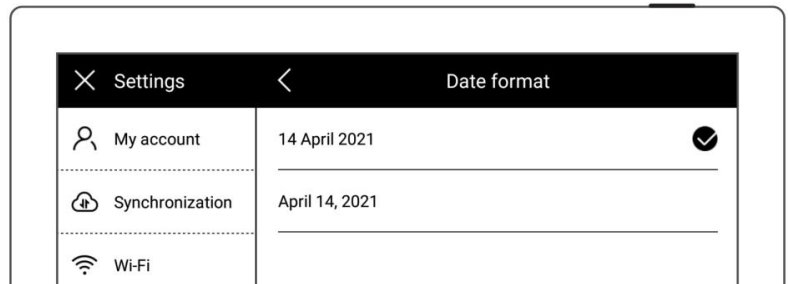 Settings
Date format
My account
14 April 2021
Synchronization
April 14, 2021
Wi-Fi